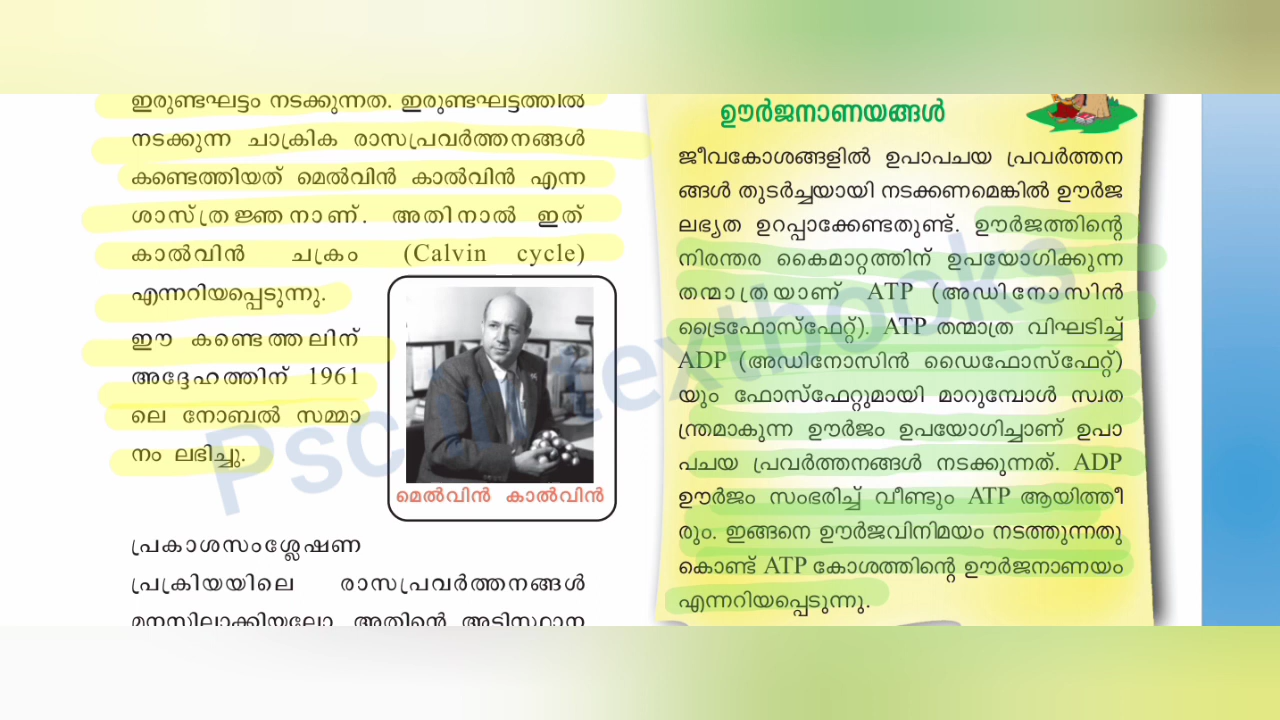 ഇരുണ്ടഘട്ടം നടക്കുന്നത്. ഇരുണ്ടഘട്ടത്തിൽ
നടക്കുന്ന ചാക്രിക രാസപ്രവർത്തനങ്ങൾ
കണ്ടെത്തിയത് മെൽവിൻ കാൽവിൻ എന്ന
ശാസ്ത്രജ്ഞനാണ്. അതിനാൽ ഇത്
കാൽവിൻ ചക്രം (Calvin cycle)
എന്നറിയപ്പെടുന്നു.
ഈ കണ്ടെത്തലിന്
അദ്ദേഹത്തിന് 1961
ലെ നോബൽ സമ്മാ
നം ലഭിച്ചു.
മെൽവിൻ കാൽവിൻ
പ്രകാശസംശ്ലേഷണ
പ്രക്രിയയിലെ രാസപ്രവർത്തനങ്ങൾ
മനസിലാക്കിയല്ലോ. അതിന്റെ അടിസ്ഥാന
ഊർജനാണയങ്ങൾ
ജീവകോശങ്ങളിൽ ഉപാപചയ പ്രവർത്തന
ങ്ങൾ തുടർച്ചയായി നടക്കണമെങ്കിൽ ഊർജ
ലഭ്യത ഉറപ്പാക്കേണ്ടതുണ്ട്. ഊർജത്തിന്റെ
നിരന്തര കൈമാറ്റത്തിന് ഉപയോഗിക്കുന്ന
തന്മാത്രയാണ് ATP (അഡിനോസിൻ
ട്രൈഫോസ്ഫേറ്റ്). ATP തന്മാത്ര വിഘടിച്ച്
ADP (അഡിനോസിൻ ഡൈഫോസ്ഫേറ്റ്)
യും ഫോസ്ഫേറ്റുമായി മാറുമ്പോൾ സ്വത
ന്ത്രമാകുന്ന ഊർജം ഉപയോഗിച്ചാണ് ഉപാ
പചയ പ്രവർത്തനങ്ങൾ നടക്കുന്നത്. ADP
ഊർജം സംഭരിച്ച് വീണ്ടും ATP ആയിത്തീ
രും. ഇങ്ങനെ ഊർജവിനിമയം നടത്തുന്നതു
കൊണ്ട് ATP കോശത്തിന്റെ ഊർജനാണയം
എന്നറിയപ്പെടുന്നു.